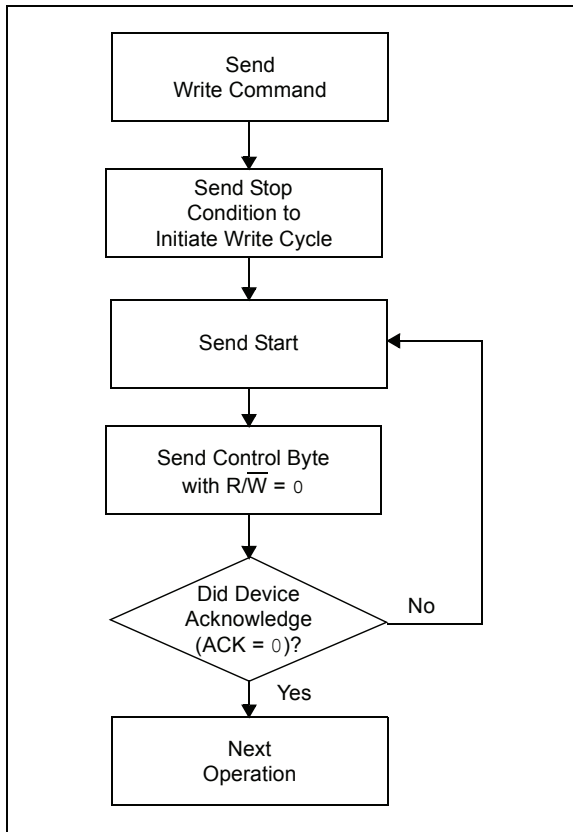 Send
Write Command
Send Stop
Condition to
Initiate Write Cycle
Send Start
Send Control Byte
with R/W̅ = 0
Did Device
Acknowledge
(ACK = 0)?
No
Yes
Next
Operation